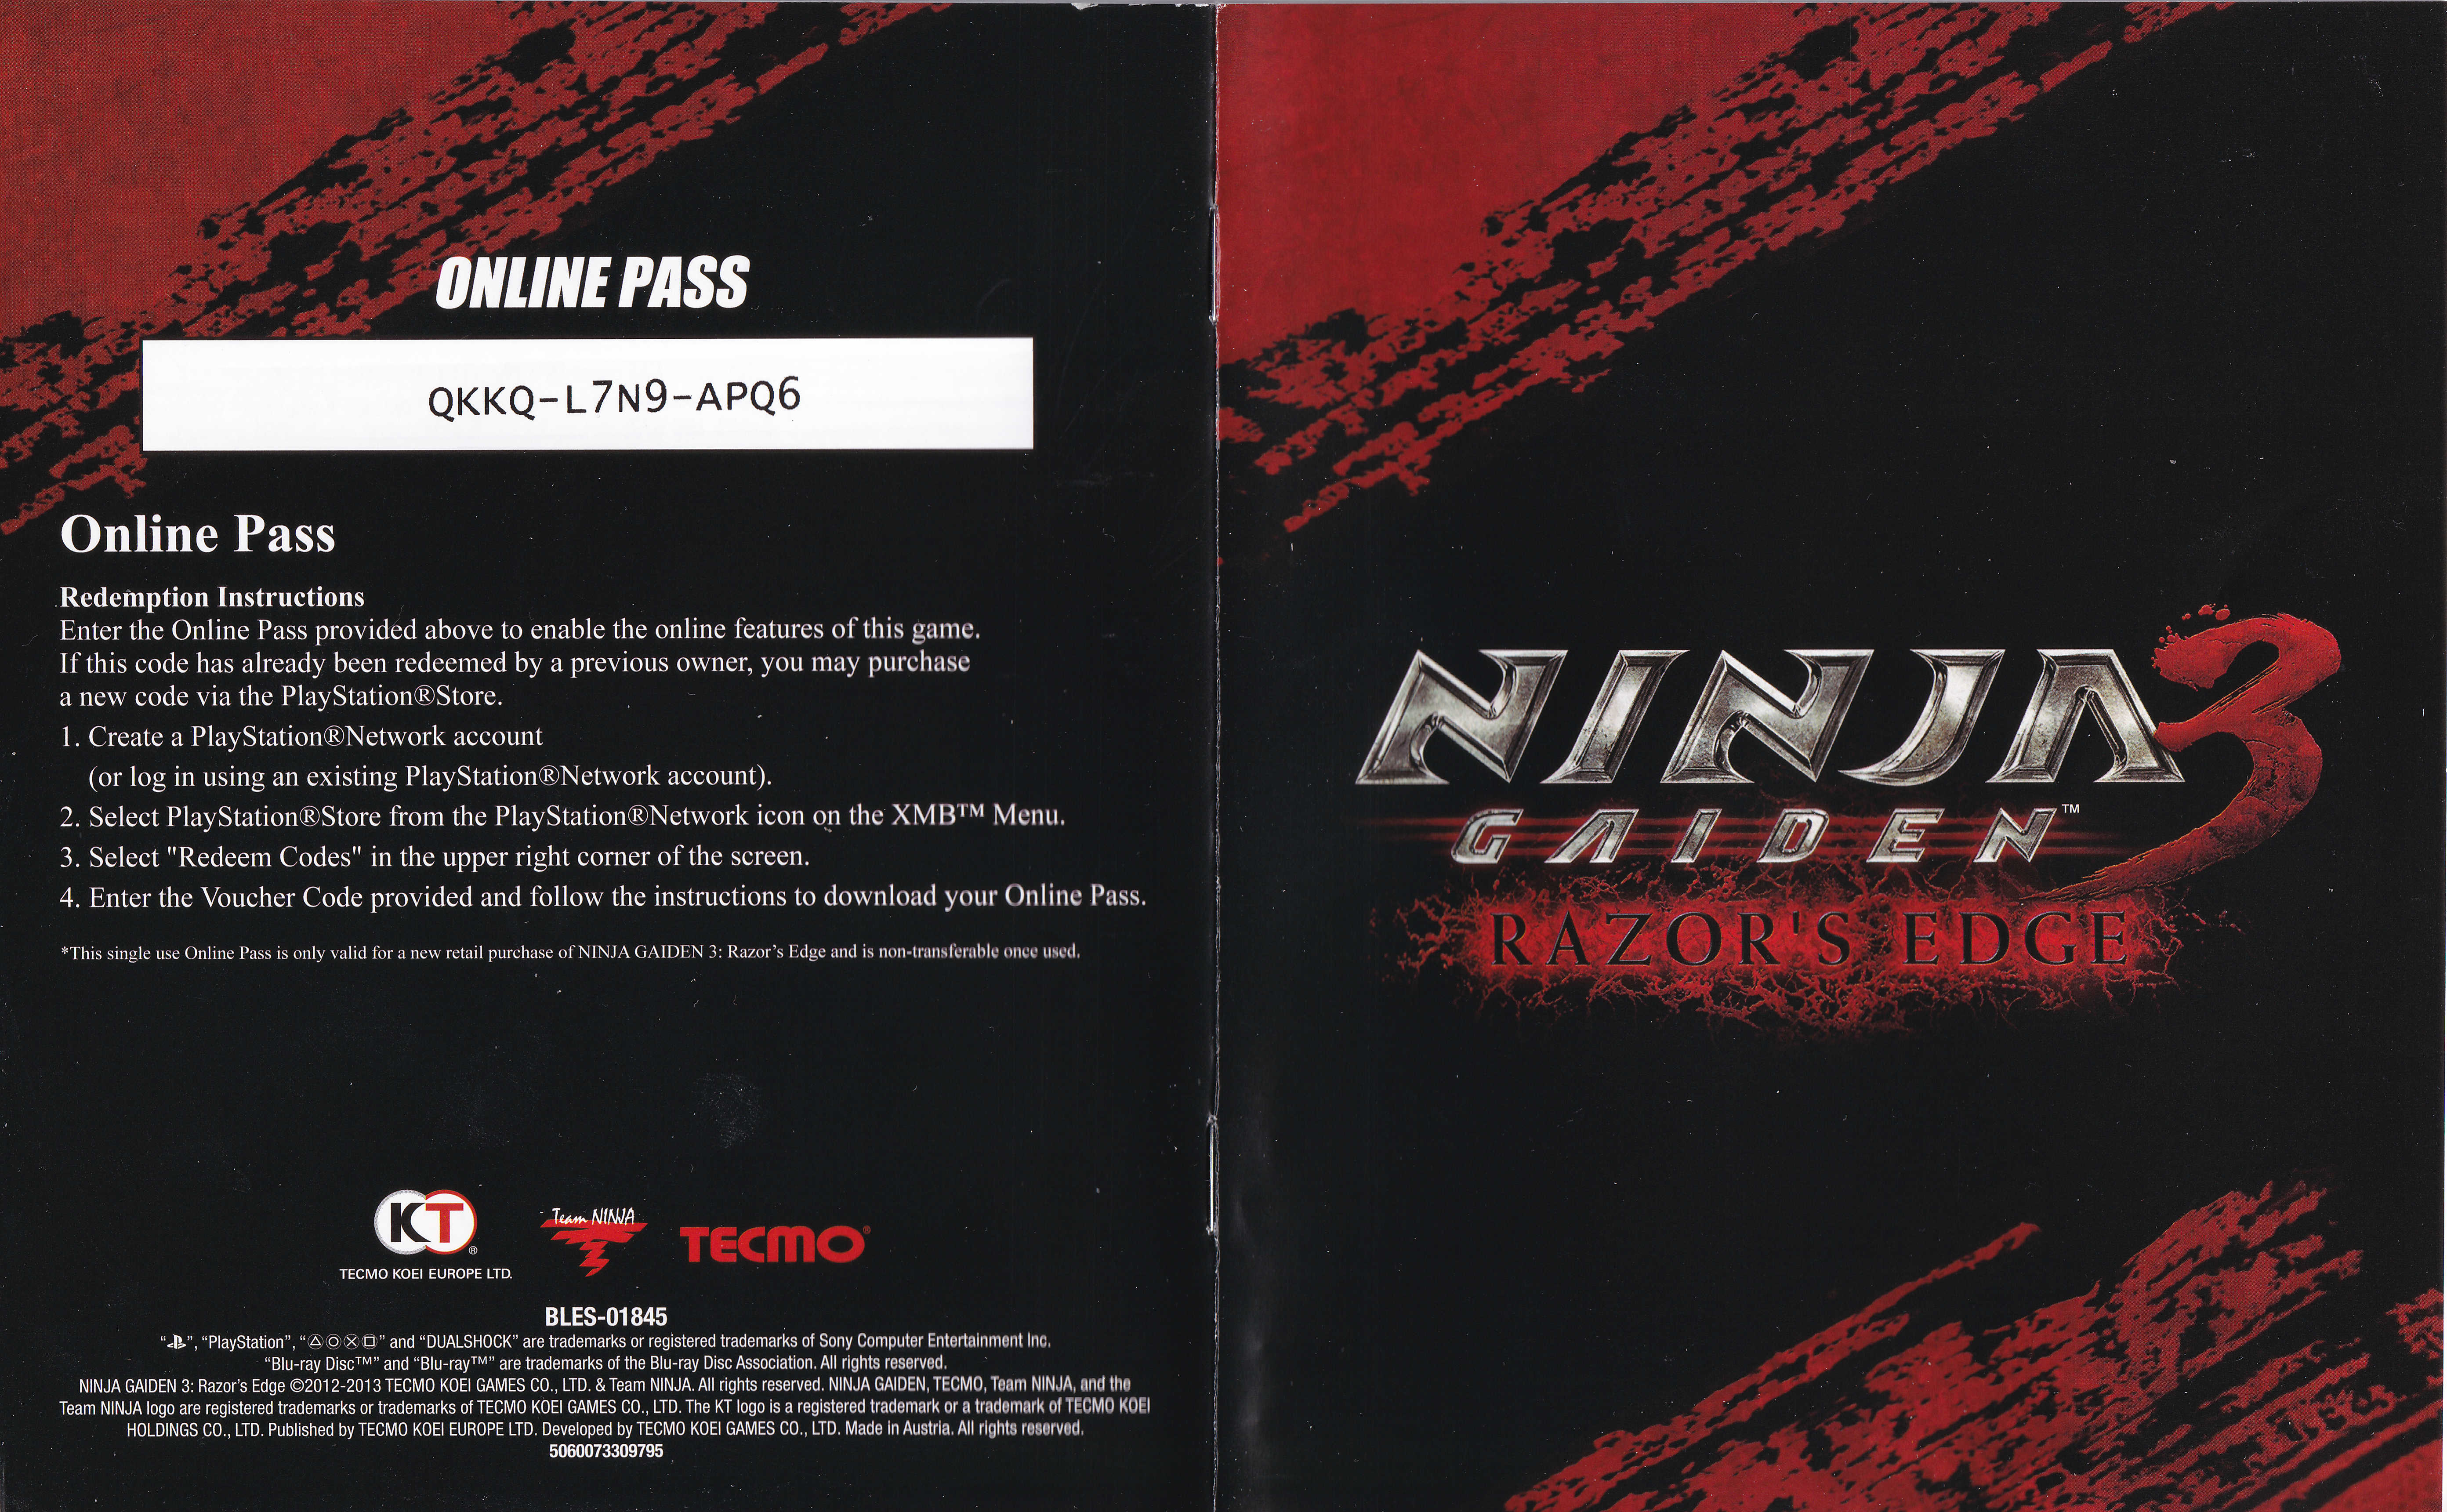 ONLINE PASS
QKKQ-L7N9-APQ6
Online Pass
Redemption Instructions
Enter the Online Pass provided above to enable the online features of this game.
If this code has already been redeemed by a previous owner, you may purchase
a new code via the PlayStation®Store.
1. Create a PlayStation®Network account
(or log in using an existing PlayStation®Network account).
2. Select PlayStation®Store from the PlayStation®Network icon on the XMB™ Menu.
3. Select "Redeem Codes" in the upper right corner of the screen.
4. Enter the Voucher Code provided and follow the instructions to download your Online Pass.
*This single use Online Pass is only valid for a new retail purchase of NINJA GAIDEN 3: Razor’s Edge and is non-transferable once used.
KT®
TECMO KOEI EUROPE LTD.
Team NINJA
TECMO®
BLES-01845
“”, “PlayStation”, “△○×□” and “DUALSHOCK” are trademarks or registered trademarks of Sony Computer Entertainment Inc.
“Blu-ray Disc™” and “Blu-ray™” are trademarks of the Blu-ray Disc Association. All rights reserved.
NINJA GAIDEN 3: Razor’s Edge ©2012-2013 TECMO KOEI GAMES CO., LTD. & Team NINJA. All rights reserved. NINJA GAIDEN, TECMO, Team NINJA, and the
Team NINJA logo are registered trademarks or trademarks of TECMO KOEI GAMES CO., LTD. The KT logo is a registered trademark or a trademark of TECMO KOEI
HOLDINGS CO., LTD. Published by TECMO KOEI EUROPE LTD. Developed by TECMO KOEI GAMES CO., LTD. Made in Austria. All rights reserved.
5060073309795
NINJA 3
GAIDEN™
RAZOR'S EDGE